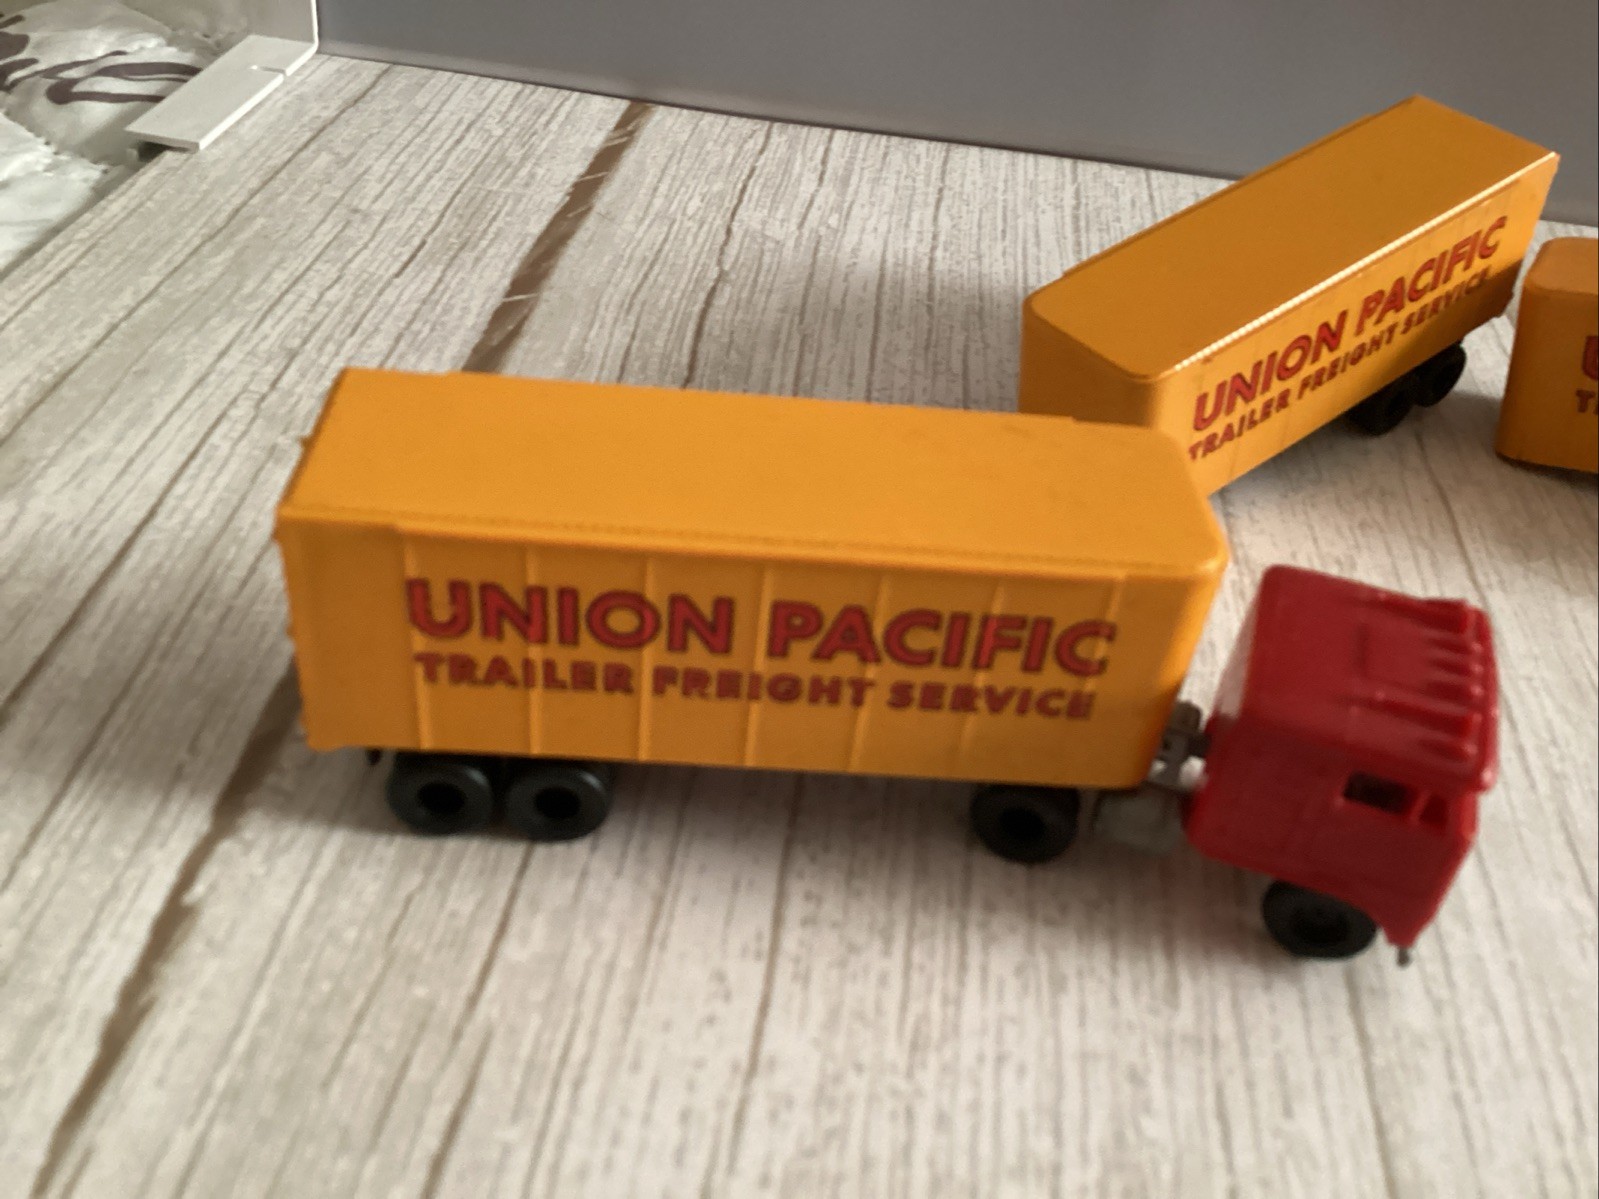 UNION PACIFIC
TRAILER FREIGHT SERVICE
UNION PACIFIC
TRAILER FREIGHT SERVICE